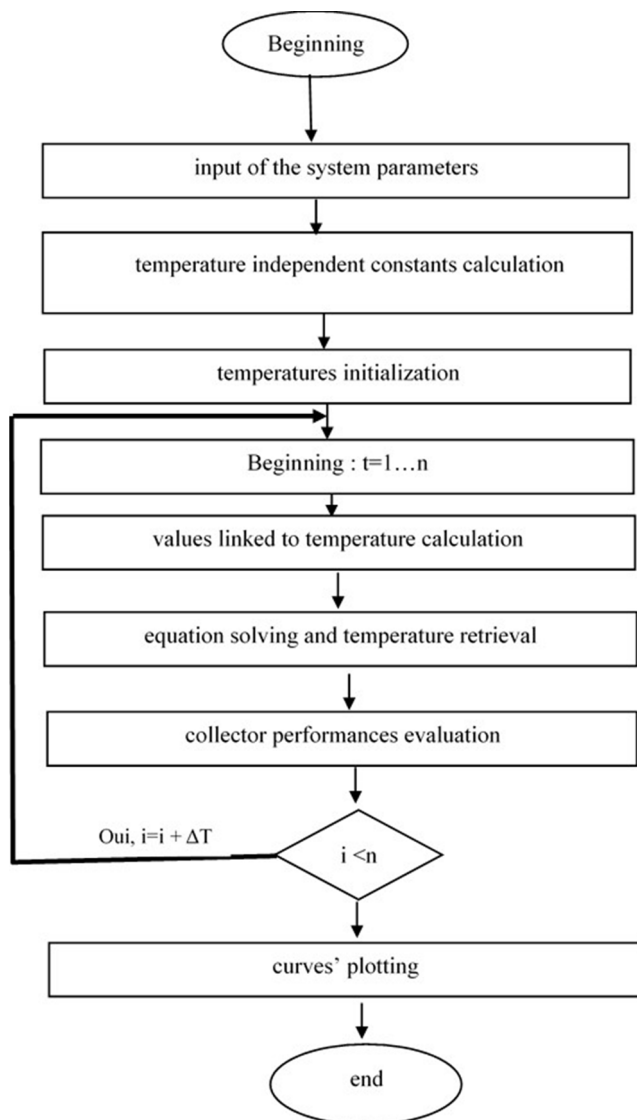 Beginning
input of the system parameters
temperature independent constants calculation
temperatures initialization
Beginning : t=1…n
values linked to temperature calculation
equation solving and temperature retrieval
collector performances evaluation
Oui, i=i + ΔT
i <n
curves’ plotting
end